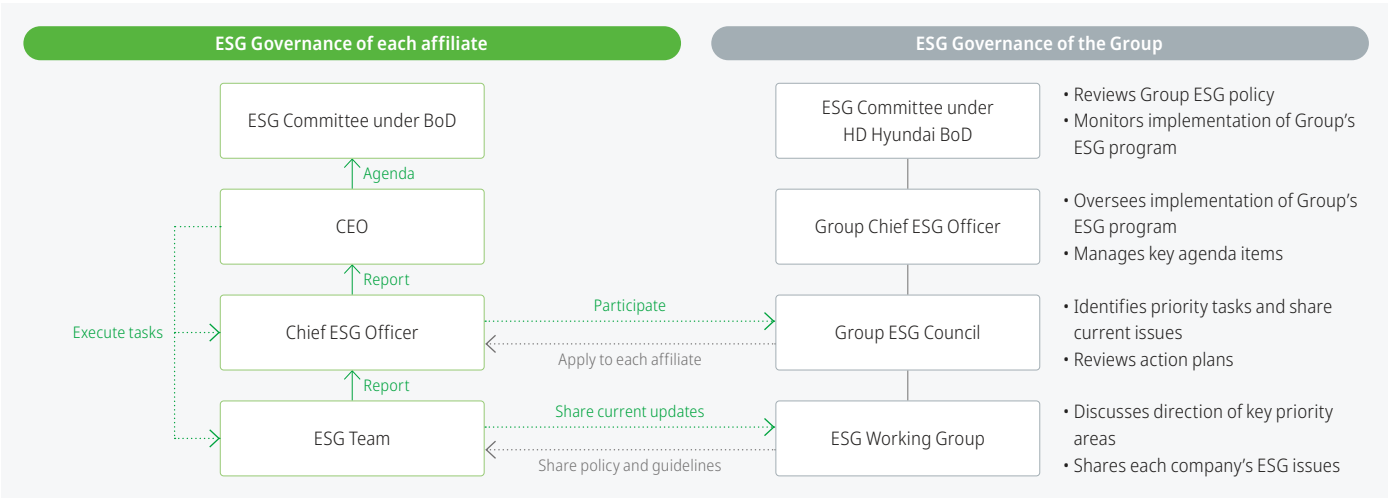 ESG Governance of each affiliate
ESG Governance of the Group
ESG Committee under BoD
Agenda
CEO
Report
Execute tasks
Chief ESG Officer
Report
ESG Team
Participate
Apply to each affiliate
Share current updates
Share policy and guidelines
ESG Committee under
HD Hyundai BoD
• Reviews Group ESG policy
• Monitors implementation of Group’s
ESG program
Group Chief ESG Officer
• Oversees implementation of Group’s
ESG program
• Manages key agenda items
Group ESG Council
• Identifies priority tasks and share
current issues
• Reviews action plans
ESG Working Group
• Discusses direction of key priority
areas
• Shares each company’s ESG issues